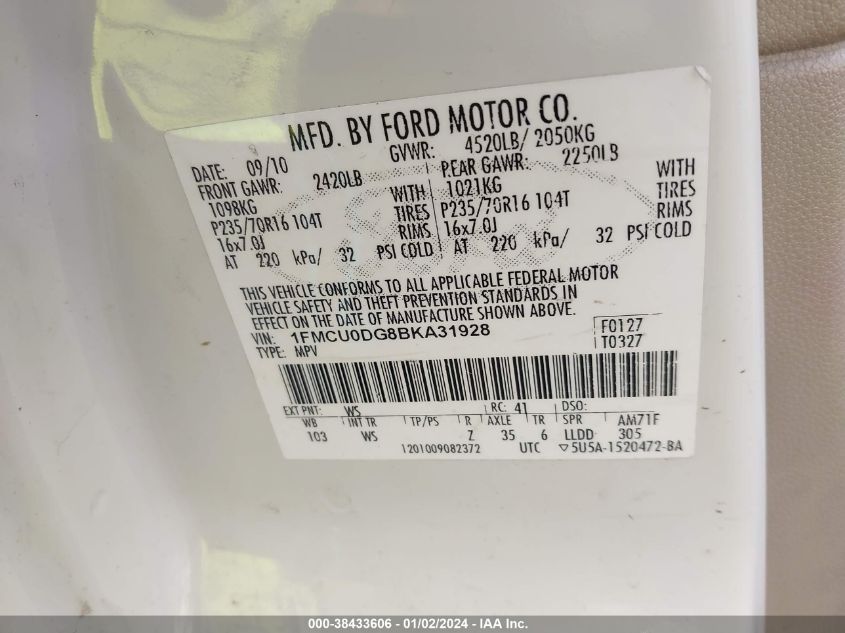 MFD. BY FORD MOTOR CO.
DATE: 09/10 GVWR: 4520LB/ 2050KG
FRONT GAWR: 2420LB REAR GAWR: 2250LB
1098KG WITH 1021KG WITH
P235/70R16 104T TIRES P235/70R16 104T TIRES
16x7.0J RIMS 16x7.0J RIMS
AT 220 kPa/ 32 PSI COLD AT 220 kPa/ 32 PSI COLD
THIS VEHICLE CONFORMS TO ALL APPLICABLE FEDERAL MOTOR
VEHICLE SAFETY AND THEFT PREVENTION STANDARDS IN
EFFECT ON THE DATE OF MANUFACTURE SHOWN ABOVE.
VIN: 1FMCU0DG8BKA31928 F0127
TYPE: MPV T0327
EXT PNT: WS RC: 41 DSO:
WB INT TR TP/PS R AXLE TR SPR AM71F
103 WS Z 35 6 LLDD 305
1201009082372 UTC ▽5U5A-1520472-BA
000-38433606 - 01/02/2024 - IAA Inc.